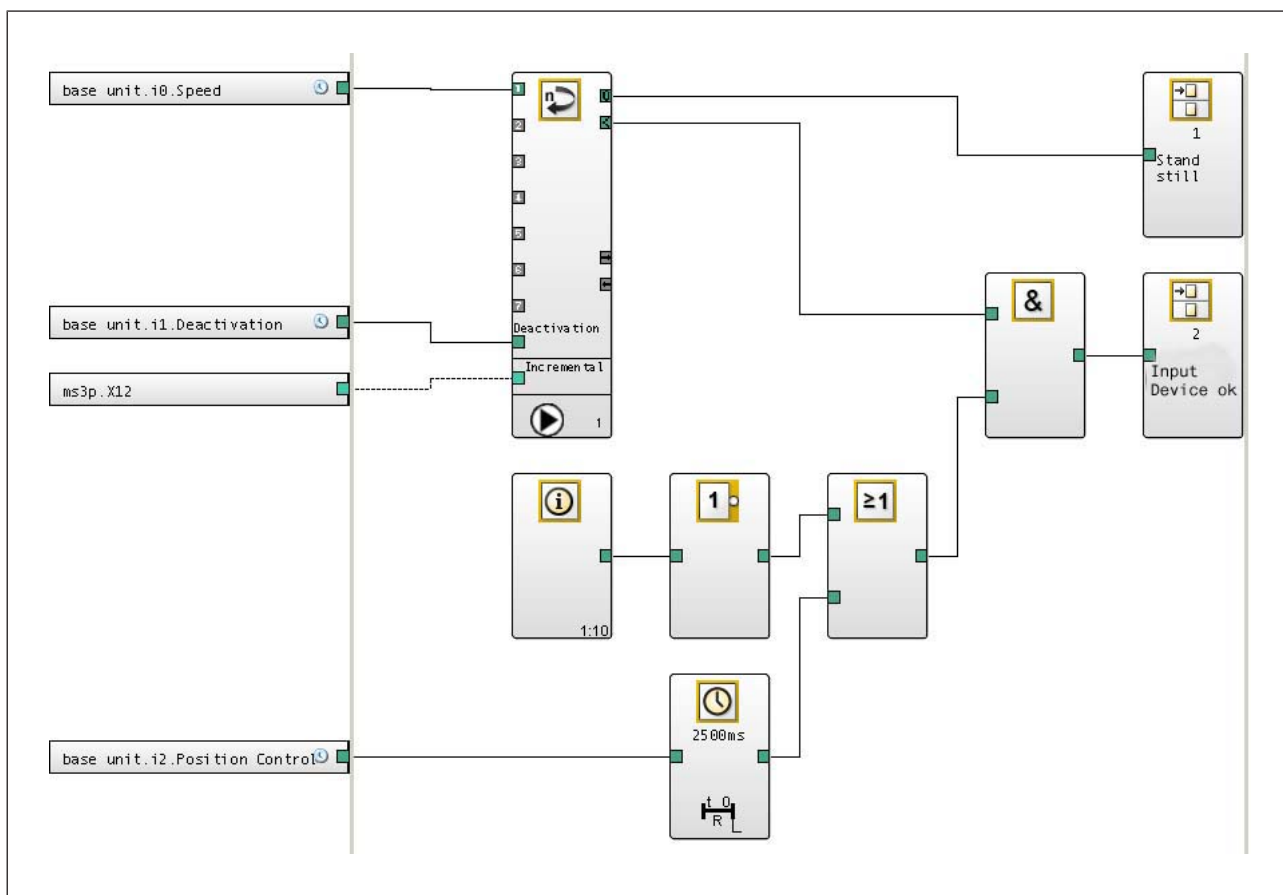 base unit.i0.Speed
1
2
3
4
5
6
7
n
0
<
Deactivation
Incremental
1
1
Stand
still
base unit.i1.Deactivation
ms3p.X12
&
2
Input
Device ok
i
1:10
1
≥1
base unit.i2.Position Control
2500ms
t 0
R